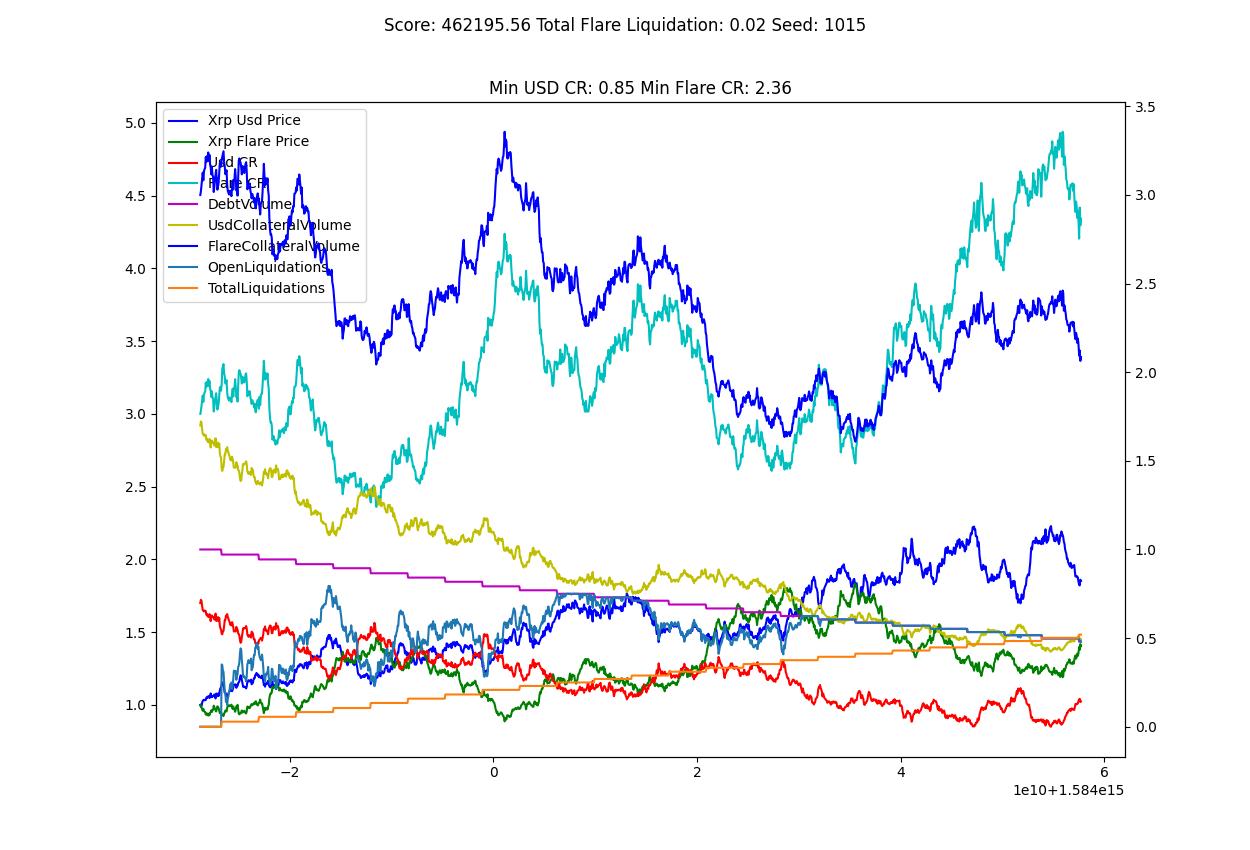 Score: 462195.56 Total Flare Liquidation: 0.02 Seed: 1015
Min USD CR: 0.85 Min Flare CR: 2.36
Xrp Usd Price
Xrp Flare Price
Usd CR
Flare CR
DebtVolume
UsdCollateralVolume
FlareCollateralVolume
OpenLiquidations
TotalLiquidations
5.0
4.5
4.0
3.5
3.0
2.5
2.0
1.5
1.0
3.5
3.0
2.5
2.0
1.5
1.0
0.5
0.0
−2
0
2
4
6
1e10+1.584e15